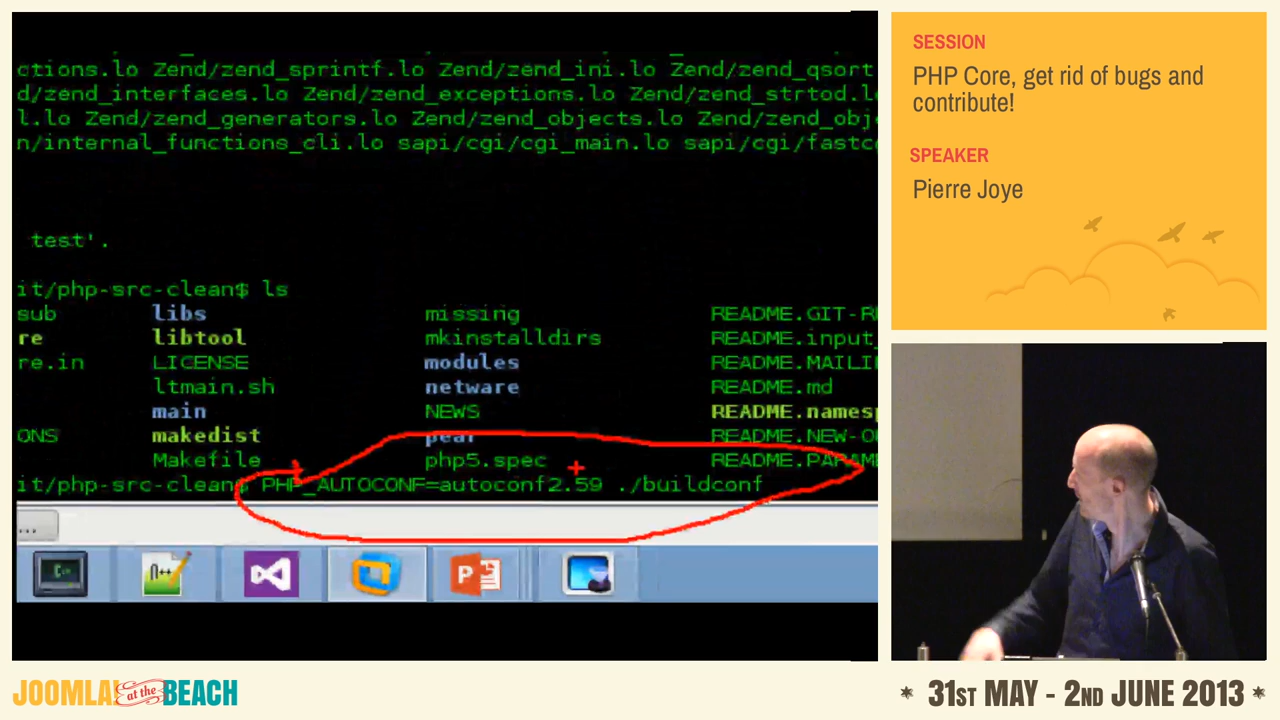 ctions.lo Zend/zend_sprintf.lo Zend/zend_ini.lo Zend/zend_qsort
d/zend_interfaces.lo Zend/zend_exceptions.lo Zend/zend_strtod.lo
l.lo Zend/zend_generators.lo Zend/zend_objects.lo Zend/zend_obje
n/internal_functions_cli.lo sapi/cgi/cgi_main.lo sapi/cgi/fastc
test'.
it/php-src-clean$ ls
sub libs missing README.GIT-R
re libtool mkinstalldirs README.input_
re.in LICENSE modules README.MAILI
ltmain.sh networe README.md
main NEWS README.names
ONS makedist pear README.NEW-O
Makefile php5.spec README.PARAM
it/php-src-clean$ PHP_AUTOCONF=autoconf2.59 ./buildconf
...
SESSION
PHP Core, get rid of bugs and
contribute!
SPEAKER
Pierre Joye
JOOMLA! at the BEACH
31ST MAY - 2ND JUNE 2013